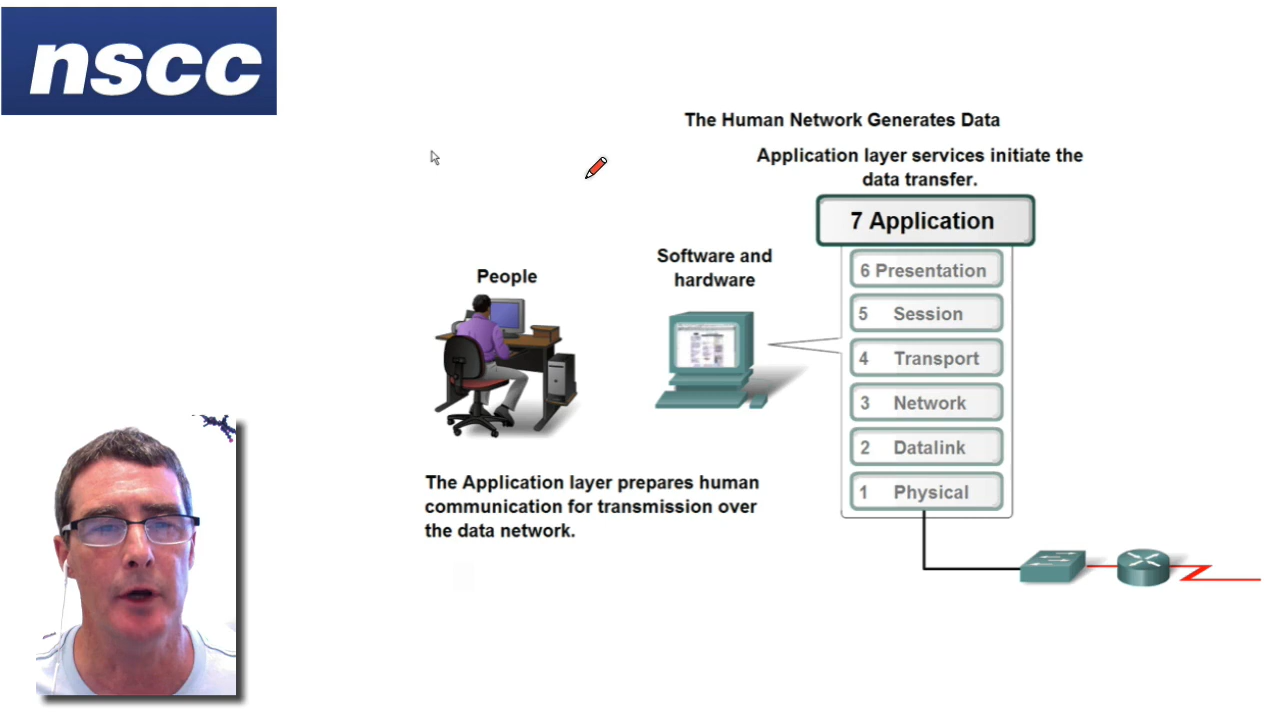 nscc
The Human Network Generates Data
Application layer services initiate the
data transfer.
7 Application
6 Presentation
5 Session
4 Transport
3 Network
2 Datalink
1 Physical
Software and
hardware
People
The Application layer prepares human
communication for transmission over
the data network.